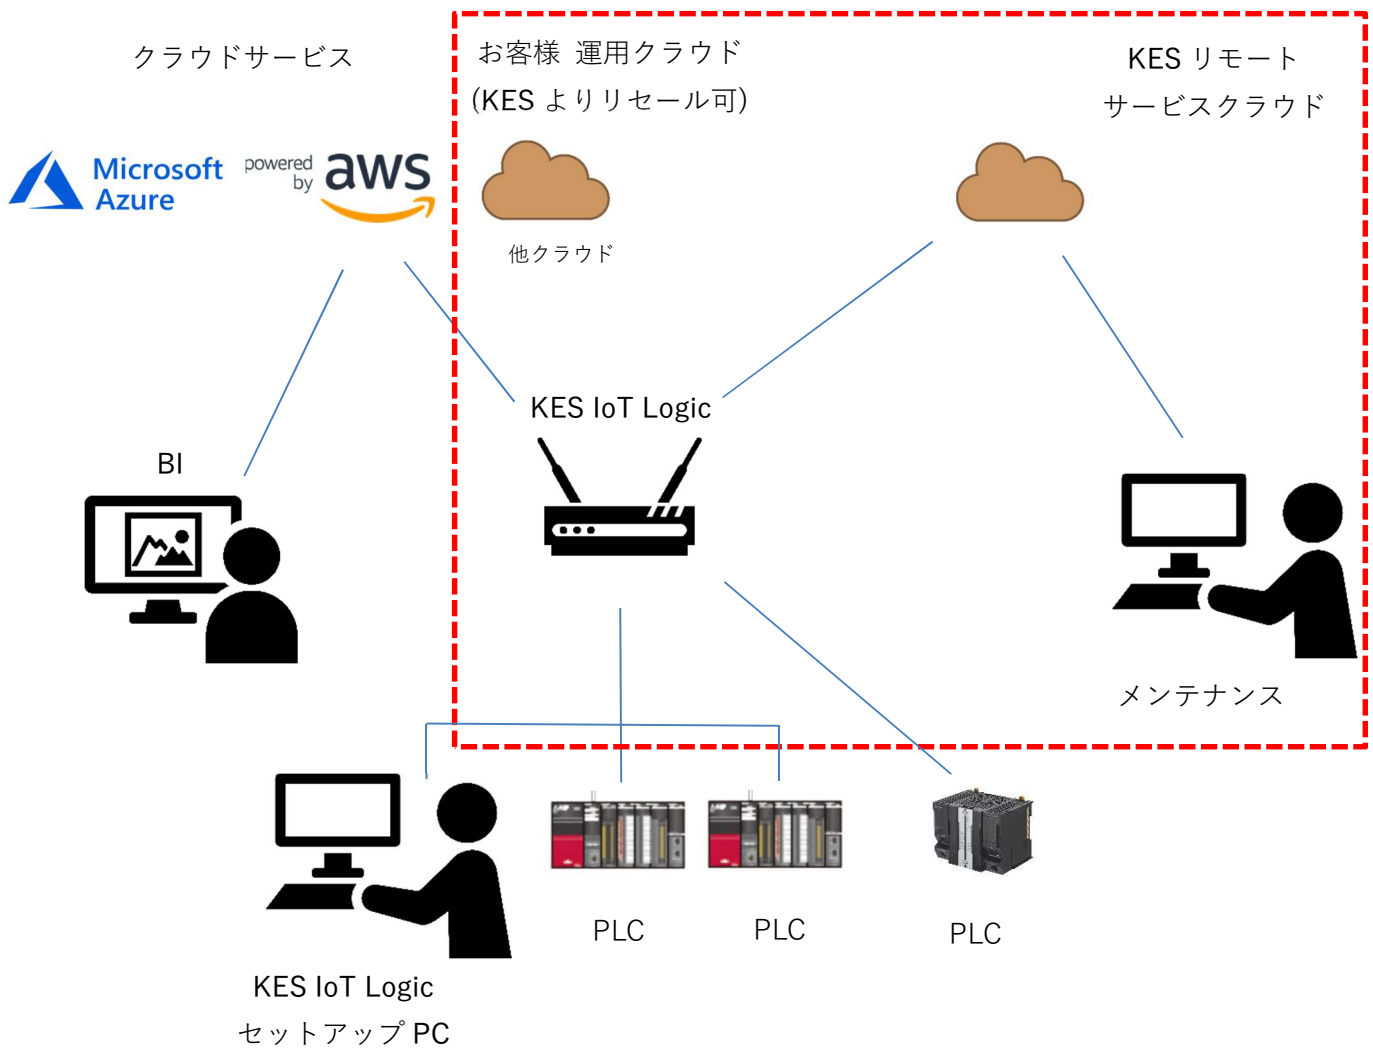 クラウドサービス
お客様 運用クラウド
(KES よりリセール可)
KES リモート
サービスクラウド
Microsoft
Azure
powered
by
aws
他クラウド
KES IoT Logic
BI
メンテナンス
PLC
PLC
PLC
KES IoT Logic
セットアップ PC